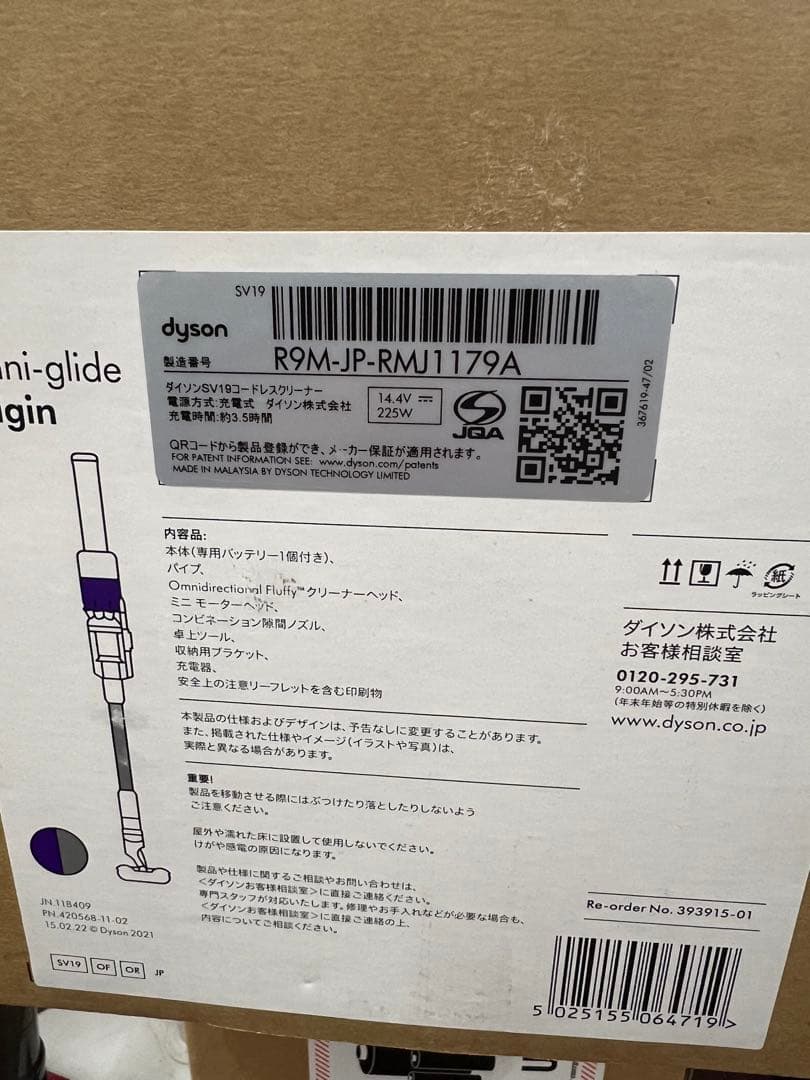 SV19
dyson
製造番号 R9M-JP-RMJ1179A
ダイソンSV19コードレスクリーナー
電源方式:充電式 ダイソン株式会社
充電時間:約3.5時間
14.4V
225W
JQA
367619-47/02
QRコードから製品登録ができ、メーカー保証が適用されます。
FOR PATENT INFORMATION SEE: www.dyson.com/patents
MADE IN MALAYSIA BY DYSON TECHNOLOGY LIMITED
ni-glide
gin
内容品:
本体(専用バッテリー1個付き)、
パイプ、
Omnidirectional Fluffy™クリーナーヘッド、
ミニ モーターヘッド、
コンビネーション隙間ノズル、
卓上ツール、
収納用ブラケット、
充電器、
安全上の注意リーフレットを含む印刷物
本製品の仕様およびデザインは、予告なしに変更することがあります。
また、掲載された仕様やイメージ(イラストや写真)は、
実際と異なる場合があります。
重要!
製品を移動させる際にはぶつけたり落としたりしないよう
ご注意ください。
屋外や濡れた床に設置して使用しないでください。
けがや感電の原因になります。
製品や仕様に関するご相談やお問い合わせは、
<ダイソンお客様相談室>に直接ご連絡ください。
専門スタッフが対応いたします。修理やお手入れなどが必要な場合も、
<ダイソンお客様相談室>に直接ご連絡の上、
内容についてご相談ください。
紙
ラッピングシート
ダイソン株式会社
お客様相談室
0120-295-731
9:00AM〜5:30PM
(年末年始等の特別休暇を除く)
www.dyson.co.jp
JN.11B409
PN.420568-11-02
15.02.22 © Dyson 2021
SV19 OF OR JP
Re-order No. 393915-01
5 025155 064719 >